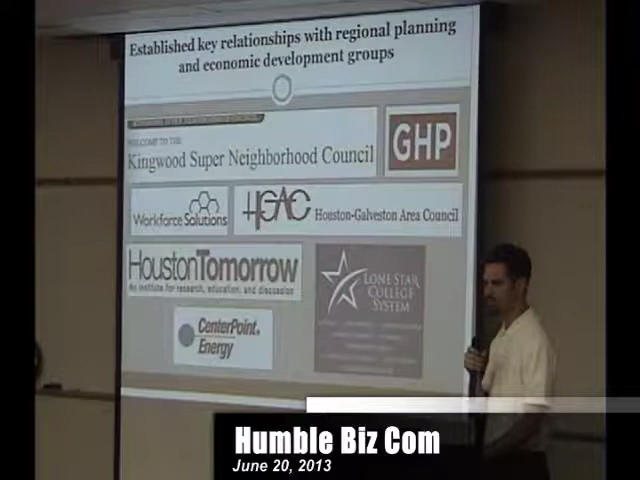 Established key relationships with regional planning
and economic development groups
WELCOME TO THE
Kingwood Super Neighborhood Council
GHP
Workforce Solutions
HGAC Houston-Galveston Area Council
HoustonTomorrow
An institute for research, education, and discussion
LONE STAR
COLLEGE
SYSTEM
CenterPoint.
Energy
Humble Biz Com
June 20, 2013